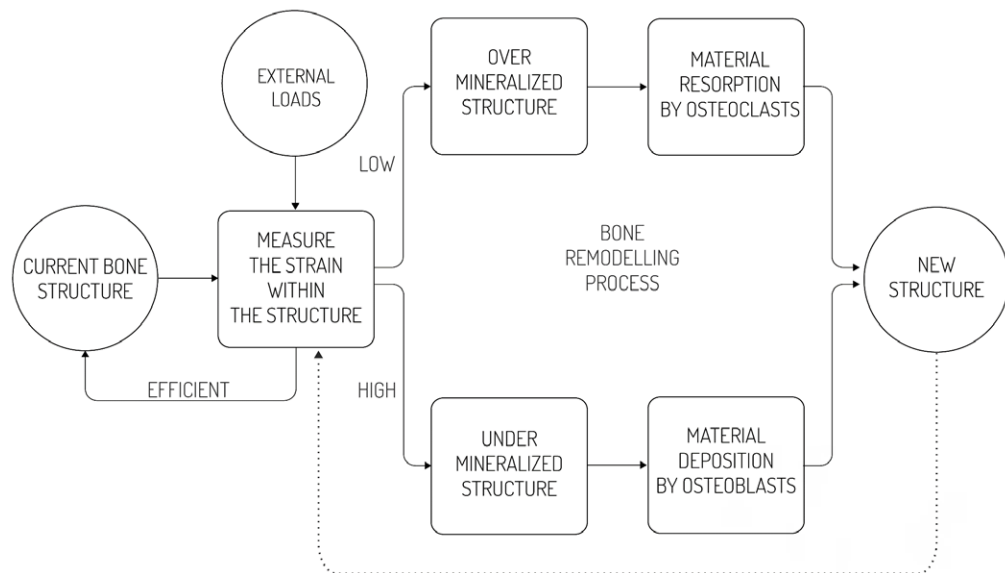 EXTERNAL
LOADS
CURRENT BONE
STRUCTURE
MEASURE
THE STRAIN
WITHIN
THE STRUCTURE
EFFICIENT
LOW
HIGH
OVER
MINERALIZED
STRUCTURE
MATERIAL
RESORPTION
BY OSTEOCLASTS
BONE
REMODELLING
PROCESS
UNDER
MINERALIZED
STRUCTURE
MATERIAL
DEPOSITION
BY OSTEOBLASTS
NEW
STRUCTURE